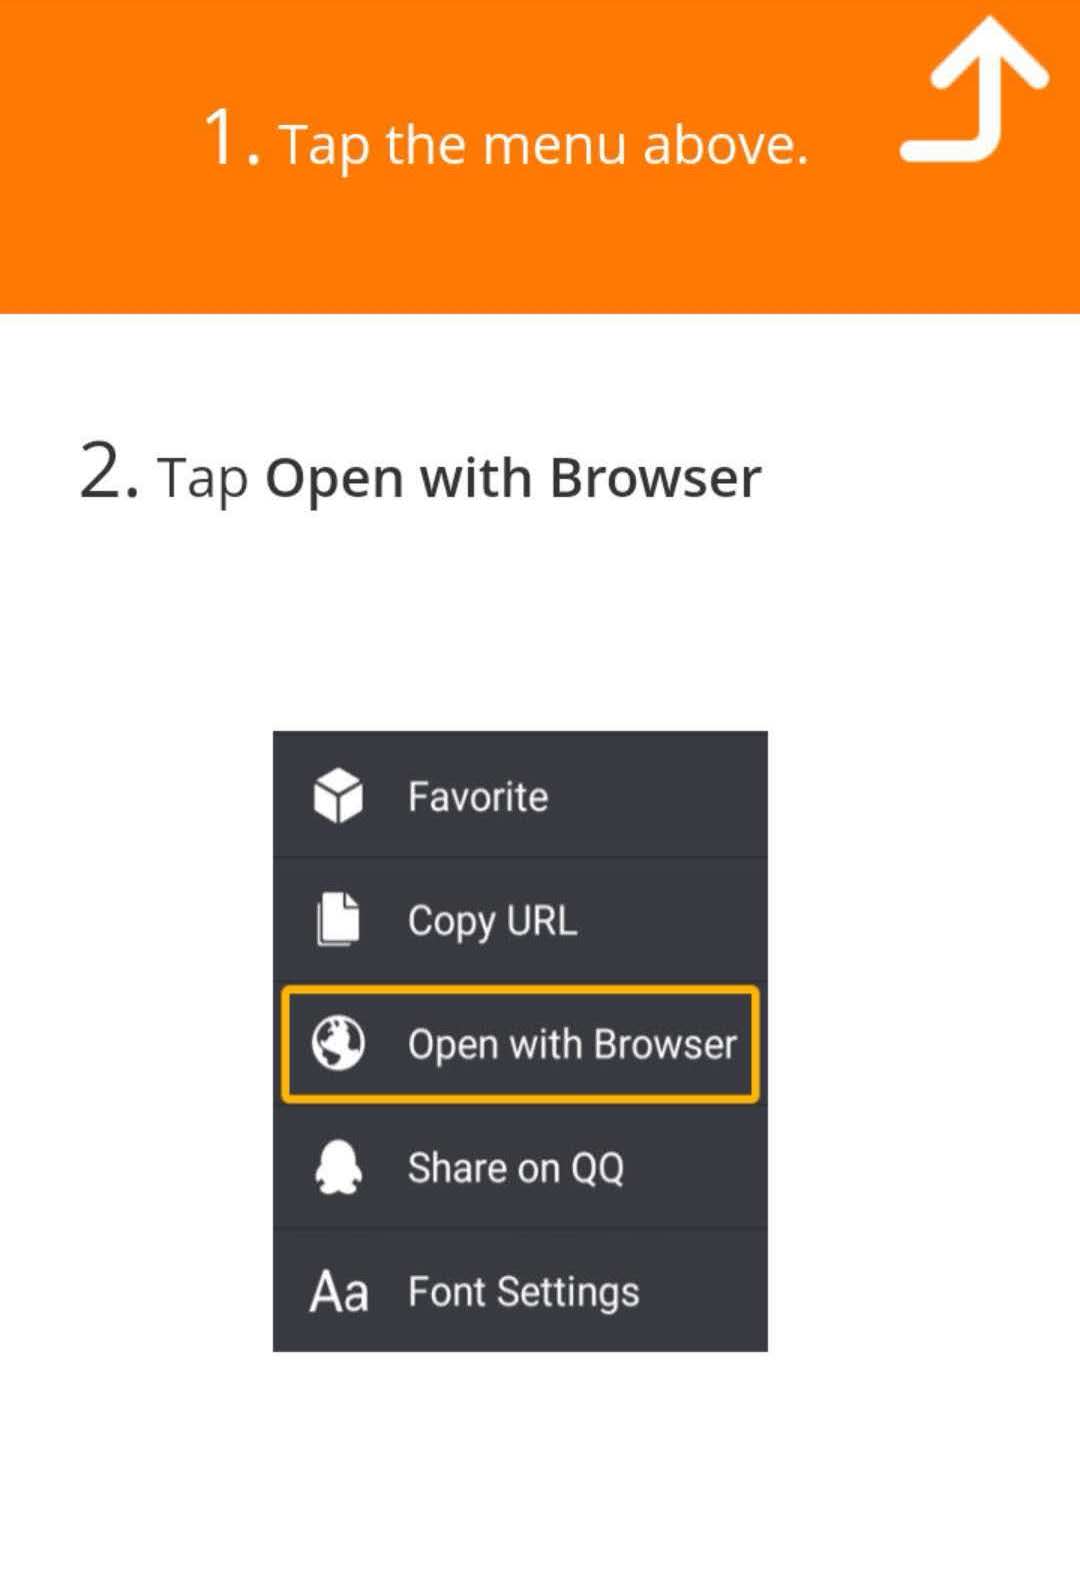 1. Tap the menu above.
2. Tap Open with Browser
Favorite
Copy URL
Open with Browser
Share on QQ
Aa Font Settings